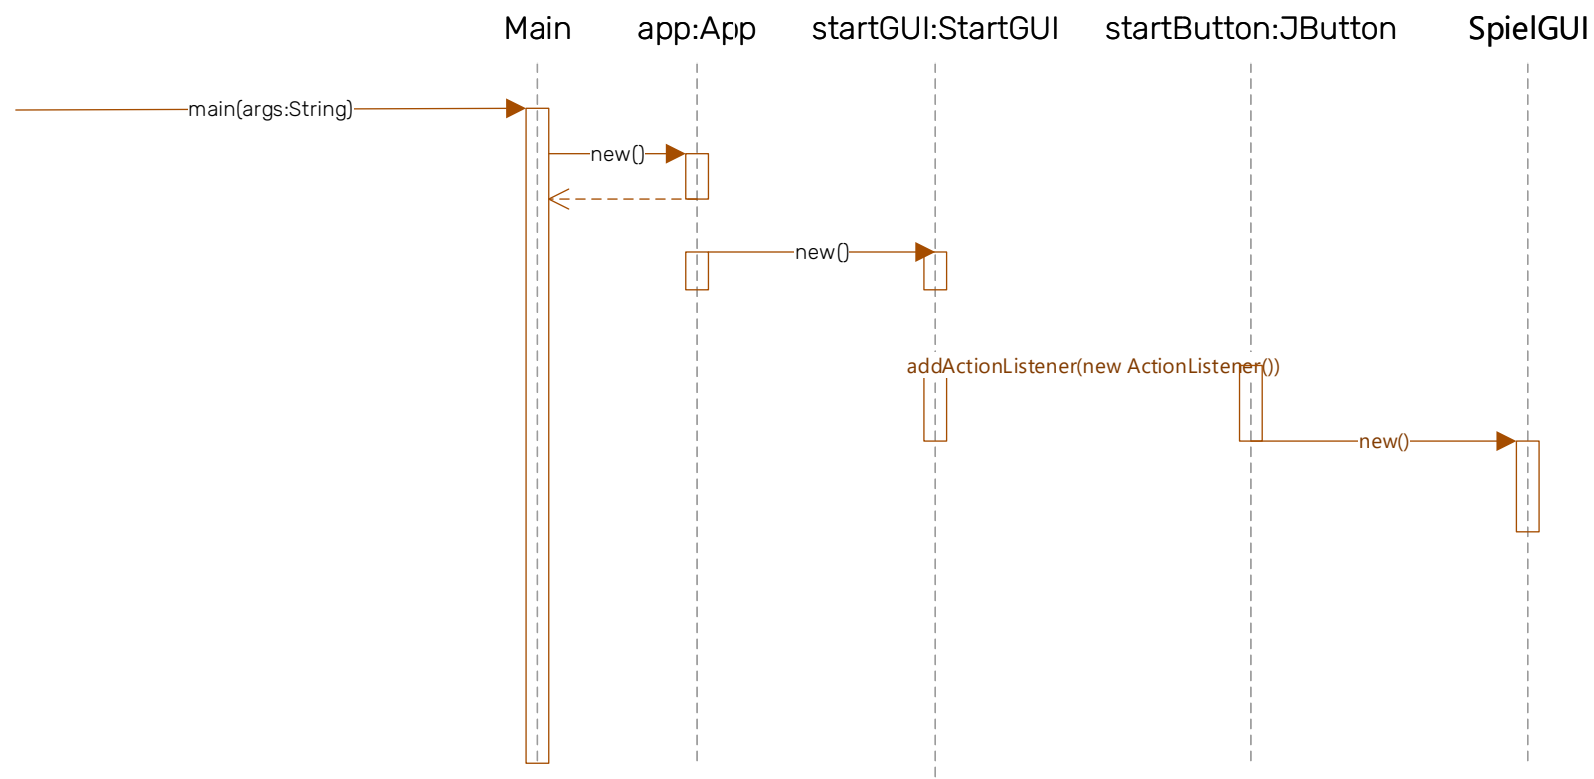 Main app:App startGUI:StartGUI startButton:JButton SpielGUI
main(args:String)
new()
new()
addActionListener(new ActionListener())
new()